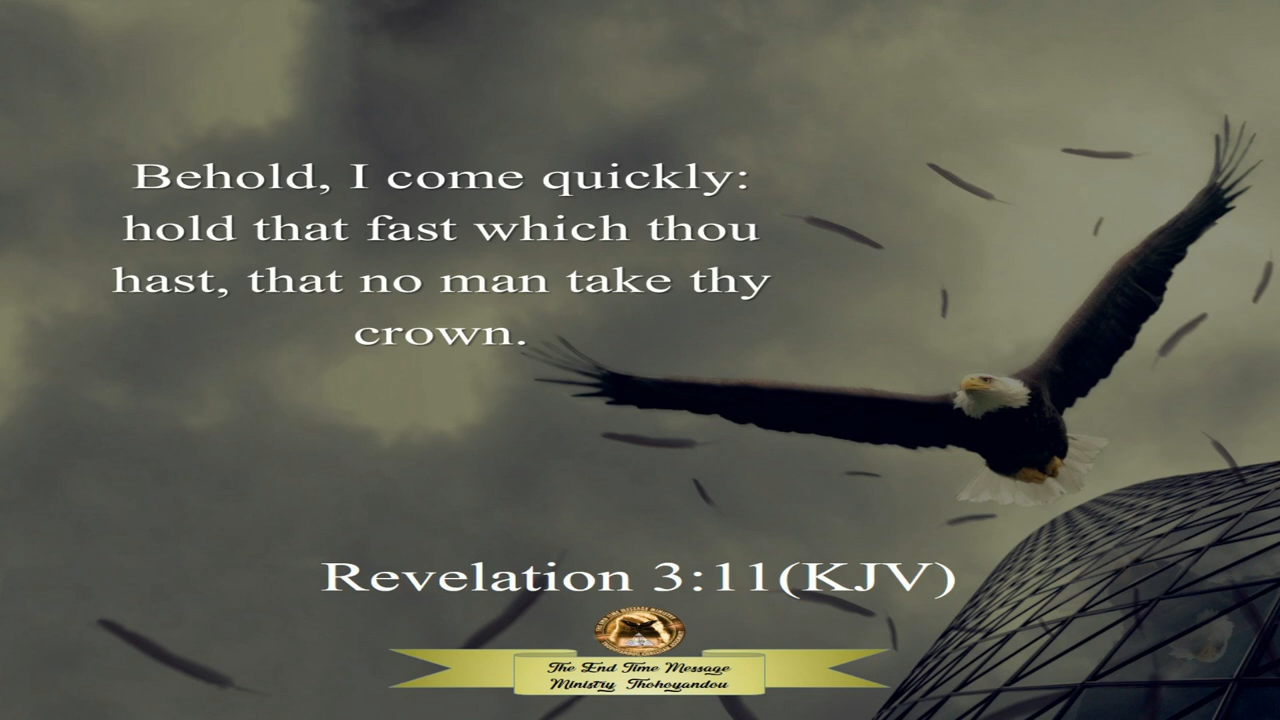 Behold, I come quickly:
hold that fast which thou
hast, that no man take thy
crown.
Revelation 3:11(KJV)
The End Time Message
Ministry Thohoyandou